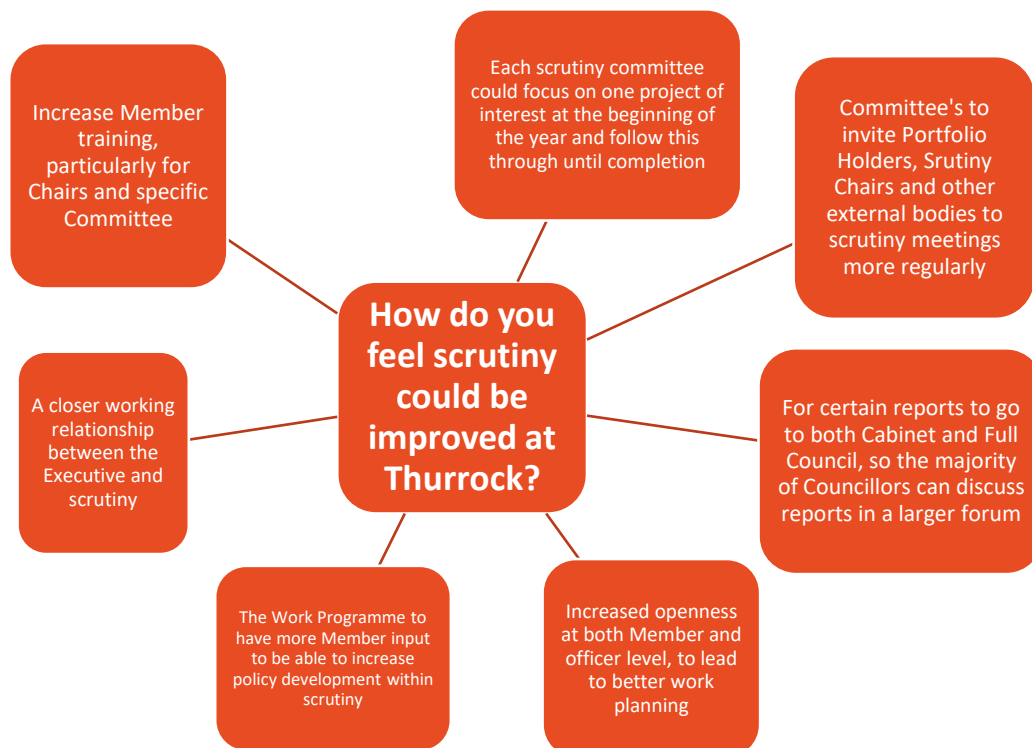 How do you
feel scrutiny
could be
improved at
Thurrock?
Each scrutiny committee
could focus on one project of
interest at the beginning of
the year and follow this
through until completion
Committee's to
invite Portfolio
Holders, Srutiny
Chairs and other
external bodies to
scrutiny meetings
more regularly
For certain reports to go
to both Cabinet and Full
Council, so the majority
of Councillors can discuss
reports in a larger forum
Increased openness
at both Member and
officer level, to lead
to better work
planning
The Work Programme to
have more Member input
to be able to increase
policy development within
scrutiny
A closer working
relationship
between the
Executive and
scrutiny
Increase Member
training,
particularly for
Chairs and specific
Committee